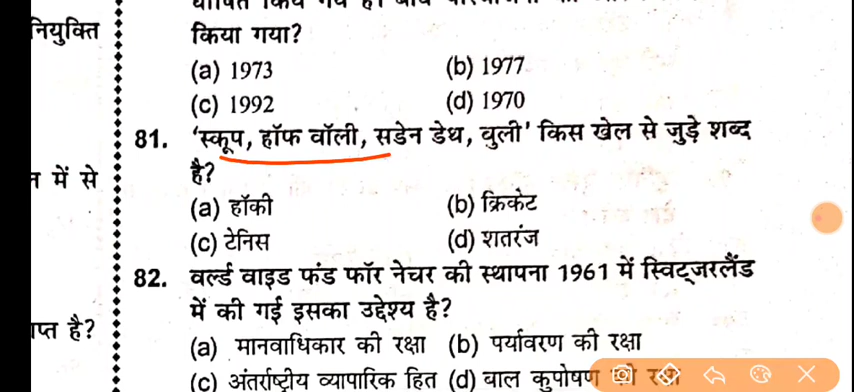 नियुक्ति
किया गया?
(a) 1973 (b) 1977
(c) 1992 (d) 1970
81. 'स्कूप, हॉफ वॉली, सडेन डेथ, वुली' किस खेल से जुड़े शब्द
है?
न में से
(a) हॉकी (b) क्रिकेट
(c) टेनिस (d) शतरंज
82. वर्ल्ड वाइड फंड फॉर नेचर की स्थापना 1961 में स्विट्जरलैंड
में की गई इसका उद्देश्य है?
प्त है?
(a) मानवाधिकार की रक्षा (b) पर्यावरण की रक्षा
(c) अंतर्राष्ट्रीय व्यापारिक हित (d) बाल कुपोषण